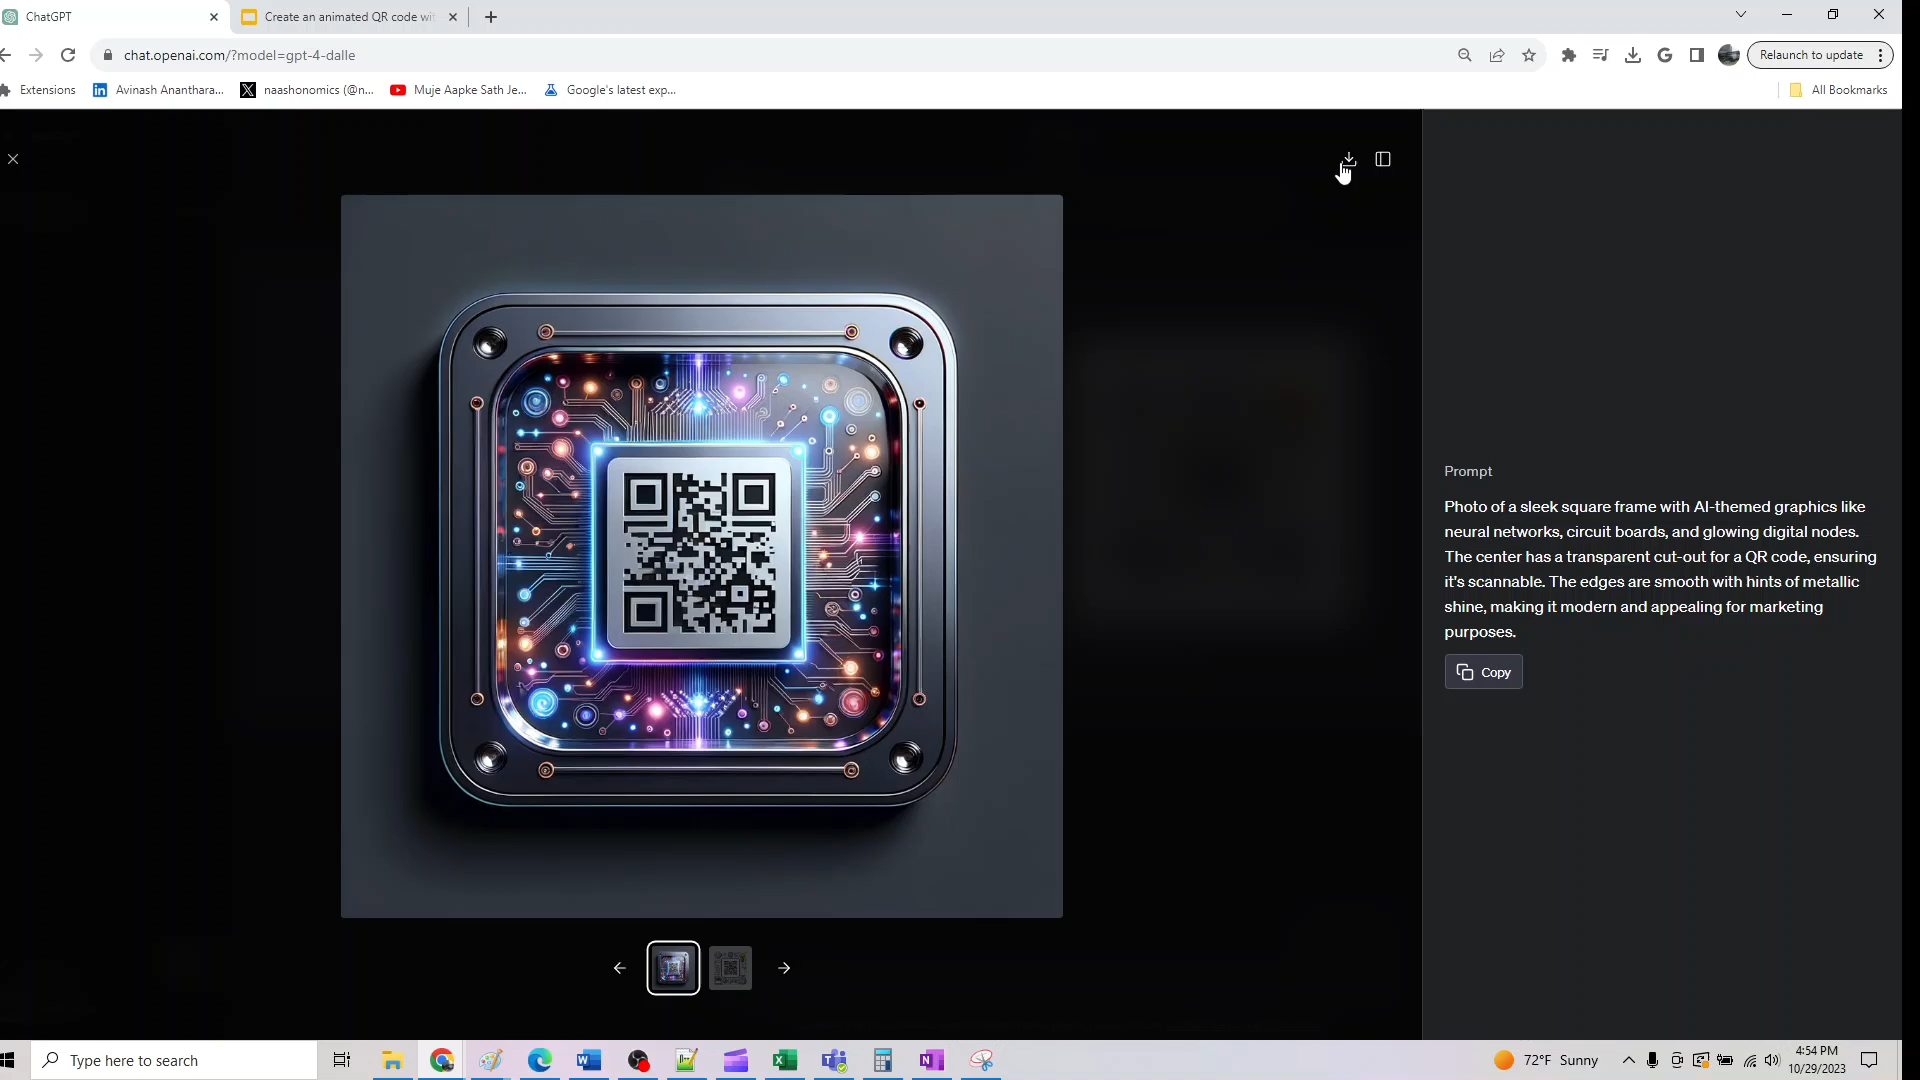 ChatGPT
Create an animated QR code wit
chat.openai.com/?model=gpt-4-dalle
Relaunch to update
Extensions
Avinash Ananthara...
naashonomics (@n...
Muje Aapke Sath Je...
Google's latest exp...
All Bookmarks
Prompt
Photo of a sleek square frame with AI-themed graphics like
neural networks, circuit boards, and glowing digital nodes.
The center has a transparent cut-out for a QR code, ensuring
it's scannable. The edges are smooth with hints of metallic
shine, making it modern and appealing for marketing
purposes.
Copy
Type here to search
72°F Sunny
4:54 PM
10/29/2023